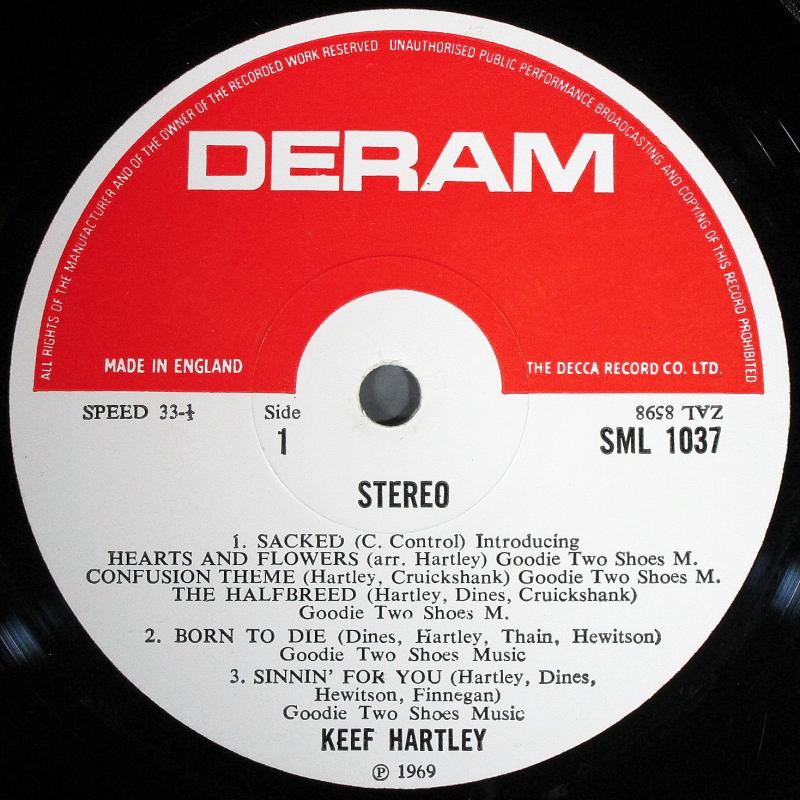 ALL RIGHTS OF THE MANUFACTURER AND OF THE OWNER OF THE RECORDED WORK RESERVED UNAUTHORISED PUBLIC PERFORMANCE BROADCASTING AND COPYING OF THIS RECORD PROHIBITED
DERAM
MADE IN ENGLAND
THE DECCA RECORD CO. LTD.
SPEED 33-⅓
Side
1
ZAL 8598
SML 1037
STEREO
1. SACKED (C. Control) Introducing
HEARTS AND FLOWERS (arr. Hartley) Goodie Two Shoes M.
CONFUSION THEME (Hartley, Cruickshank) Goodie Two Shoes M.
THE HALFBREED (Hartley, Dines, Cruickshank)
Goodie Two Shoes M.
2. BORN TO DIE (Dines, Hartley, Thain, Hewitson)
Goodie Two Shoes Music
3. SINNIN' FOR YOU (Hartley, Dines,
Hewitson, Finnegan)
Goodie Two Shoes Music
KEEF HARTLEY
℗ 1969